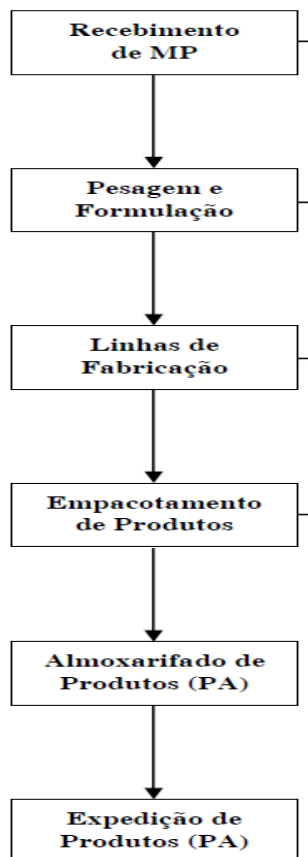 Recebimento
de MP
Pesagem e
Formulação
Linhas de
Fabricação
Empacotamento
de Produtos
Almoxarifado de
Produtos (PA)
Expedição de
Produtos (PA)